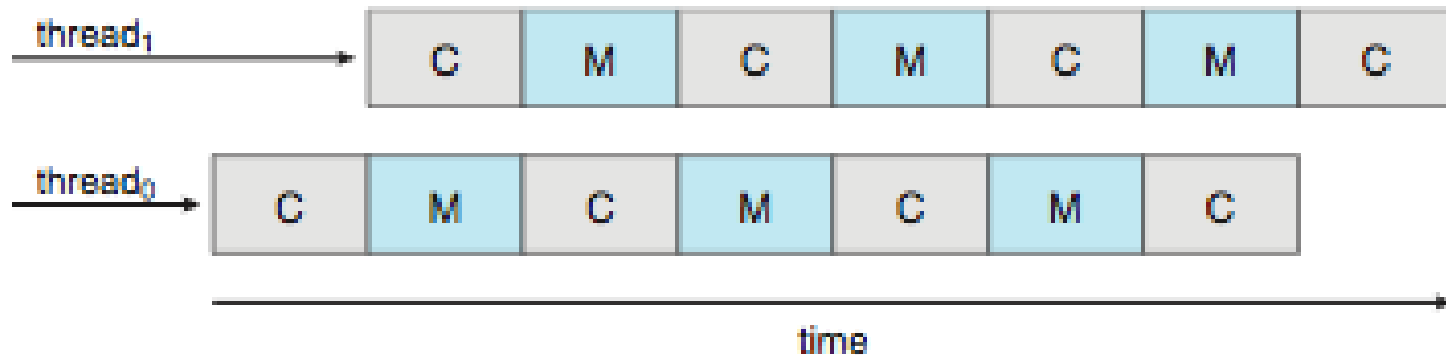 thread₁ C M C M C M C
thread₀ C M C M C M C
time